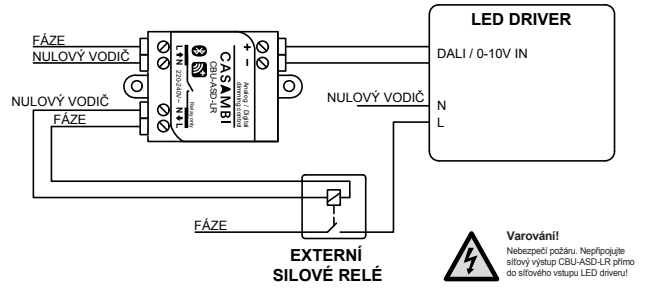 LED DRIVER
FÁZE
NULOVÝ VODIČ
DALI / 0-10V IN
L N
220-240V~
N L
Relay only
CBU-ASD-LR
CASAMBI
Analog / Digital
dimming control
+
-
NULOVÝ VODIČ
N
L
NULOVÝ VODIČ
FÁZE
FÁZE
EXTERNÍ
SILOVÉ RELÉ
Varování!
Nebezpečí požáru. Nepřipojujte
síťový výstup CBU-ASD-LR přímo
do síťového vstupu LED driveru!